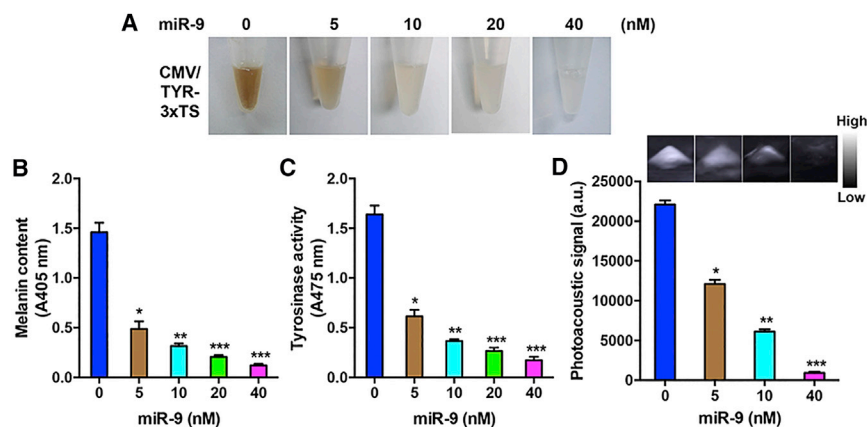 A miR-9 0 5 10 20 40 (nM)
CMV/
TYR-
3xTS
High
Low
B
2.0
1.5
1.0
0.5
0.0
Melanin content
(A405 nm)
*
**
***
***
0 5 10 20 40
miR-9 (nM)
C
2.0
1.5
1.0
0.5
0.0
Tyrosinase activity
(A475 nm)
*
**
***
***
0 5 10 20 40
miR-9 (nM)
D
25000
20000
15000
10000
5000
0
Photoacoustic signal (a.u.)
*
**
***
0 5 10 40
miR-9 (nM)